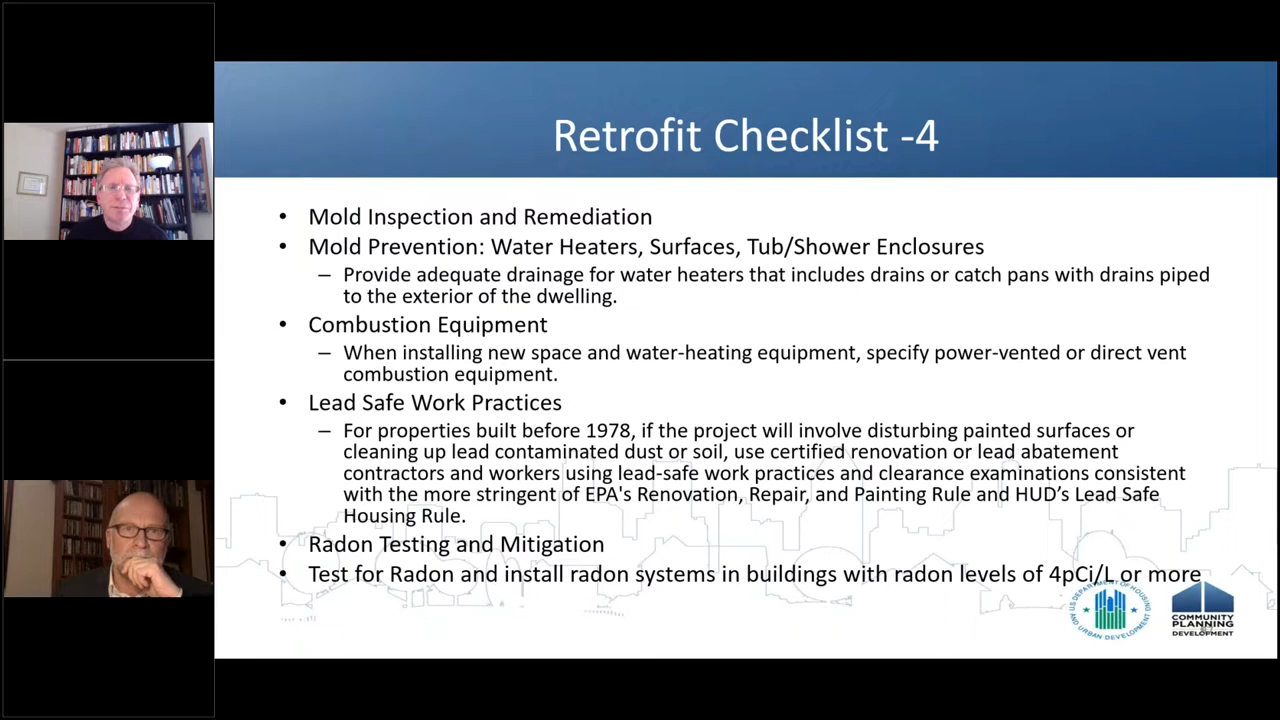 Retrofit Checklist -4
• Mold Inspection and Remediation
• Mold Prevention: Water Heaters, Surfaces, Tub/Shower Enclosures
– Provide adequate drainage for water heaters that includes drains or catch pans with drains piped
to the exterior of the dwelling.
• Combustion Equipment
– When installing new space and water-heating equipment, specify power-vented or direct vent
combustion equipment.
• Lead Safe Work Practices
– For properties built before 1978, if the project will involve disturbing painted surfaces or
cleaning up lead contaminated dust or soil, use certified renovation or lead abatement
contractors and workers using lead-safe work practices and clearance examinations consistent
with the more stringent of EPA's Renovation, Repair, and Painting Rule and HUD’s Lead Safe
Housing Rule.
• Radon Testing and Mitigation
• Test for Radon and install radon systems in buildings with radon levels of 4pCi/L or more
U.S. DEPARTMENT OF HOUSING
AND URBAN DEVELOPMENT
COMMUNITY
PLANNING
DEVELOPMENT